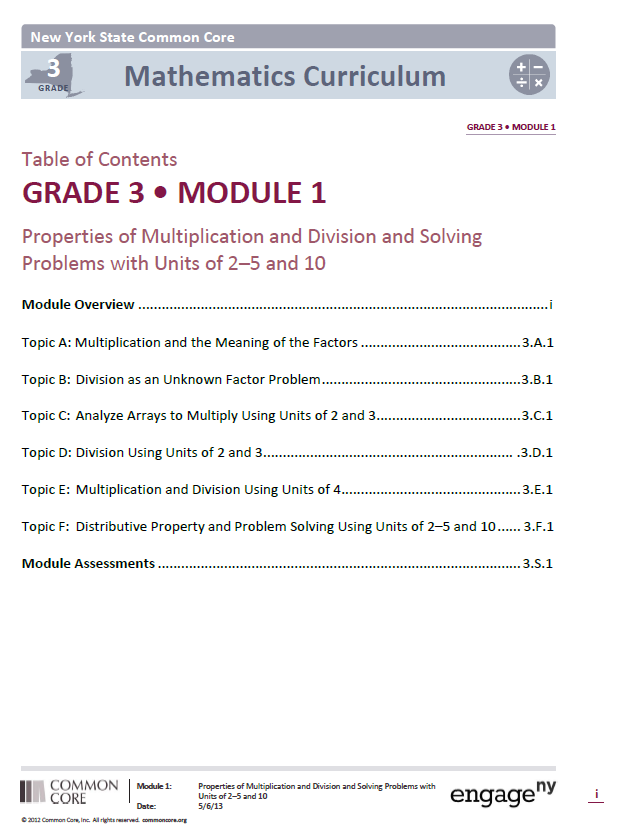 New York State Common Core
3
GRADE
Mathematics Curriculum
GRADE 3 • MODULE 1
Table of Contents
GRADE 3 • MODULE 1
Properties of Multiplication and Division and Solving
Problems with Units of 2–5 and 10
Module Overview ................................................................................................ i
Topic A: Multiplication and the Meaning of the Factors ..................................... 3.A.1
Topic B: Division as an Unknown Factor Problem.............................................. 3.B.1
Topic C: Analyze Arrays to Multiply Using Units of 2 and 3................................. 3.C.1
Topic D: Division Using Units of 2 and 3.......................................................... .3.D.1
Topic E: Multiplication and Division Using Units of 4......................................... 3.E.1
Topic F: Distributive Property and Problem Solving Using Units of 2–5 and 10...... 3.F.1
Module Assessments .................................................................................... 3.S.1
COMMON
CORE
Module 1: Properties of Multiplication and Division and Solving Problems with
Units of 2–5 and 10
Date: 5/6/13
engageny
i
© 2012 Common Core, Inc. All rights reserved. commoncore.org